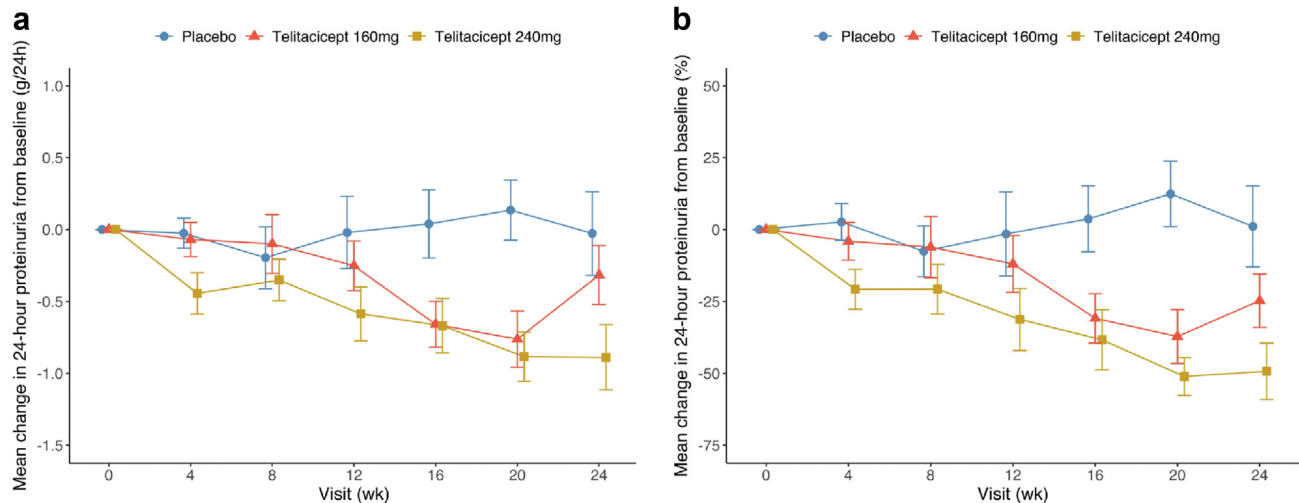 a
Placebo Telitacicept 160mg Telitacicept 240mg
Mean change in 24-hour proteinuria from baseline (g/24h)
1.0
0.5
0.0
-0.5
-1.0
-1.5
0 4 8 12 16 20 24
Visit (wk)
b
Placebo Telitacicept 160mg Telitacicept 240mg
Mean change in 24-hour proteinuria from baseline (%)
50
25
0
-25
-50
-75
0 4 8 12 16 20 24
Visit (wk)